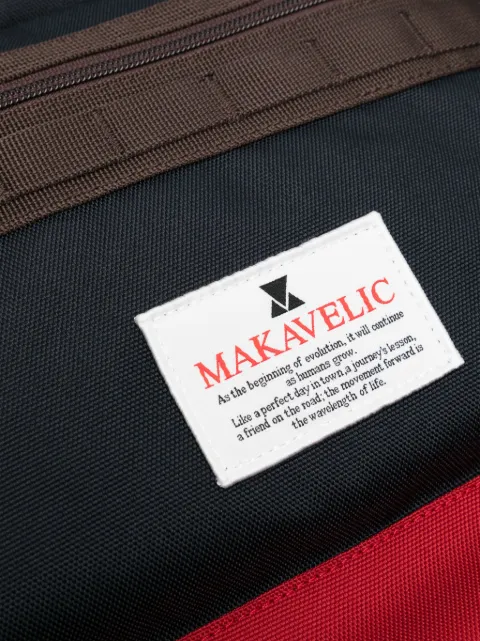 MAKAVELIC
As the beginning of evolution, it will continue
as humans grow.
Like a perfect day in town, a journey's lesson,
a friend on the road; the movement forward is
the wavelength of life.